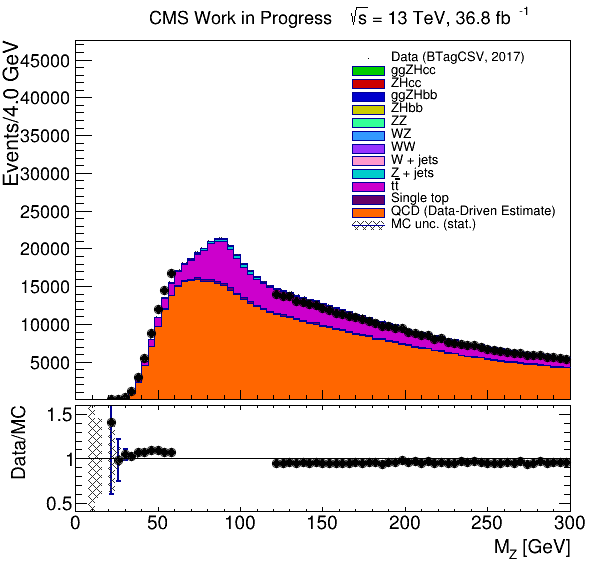 CMS Work in Progress √s = 13 TeV, 36.8 fb⁻¹
Events/4.0 GeV
45000
40000
35000
30000
25000
20000
15000
10000
5000
Data (BTagCSV, 2017)
ggZHcc
ZHcc
ggZHbb
ZHbb
ZZ
WZ
WW
W + jets
Z + jets
tt̄
Single top
QCD (Data-Driven Estimate)
MC unc. (stat.)
Data/MC
1.5
1
0.5
0 50 100 150 200 250 300
M_Z [GeV]